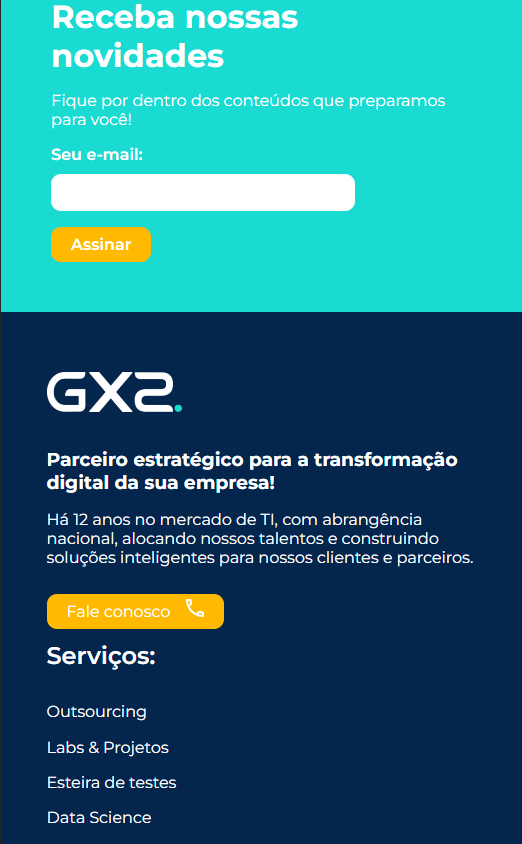 Receba nossas
novidades
Fique por dentro dos conteúdos que preparamos
para você!
Seu e-mail:
Assinar
GX2.
Parceiro estratégico para a transformação
digital da sua empresa!
Há 12 anos no mercado de TI, com abrangência
nacional, alocando nossos talentos e construindo
soluções inteligentes para nossos clientes e parceiros.
Fale conosco
Serviços:
Outsourcing
Labs & Projetos
Esteira de testes
Data Science